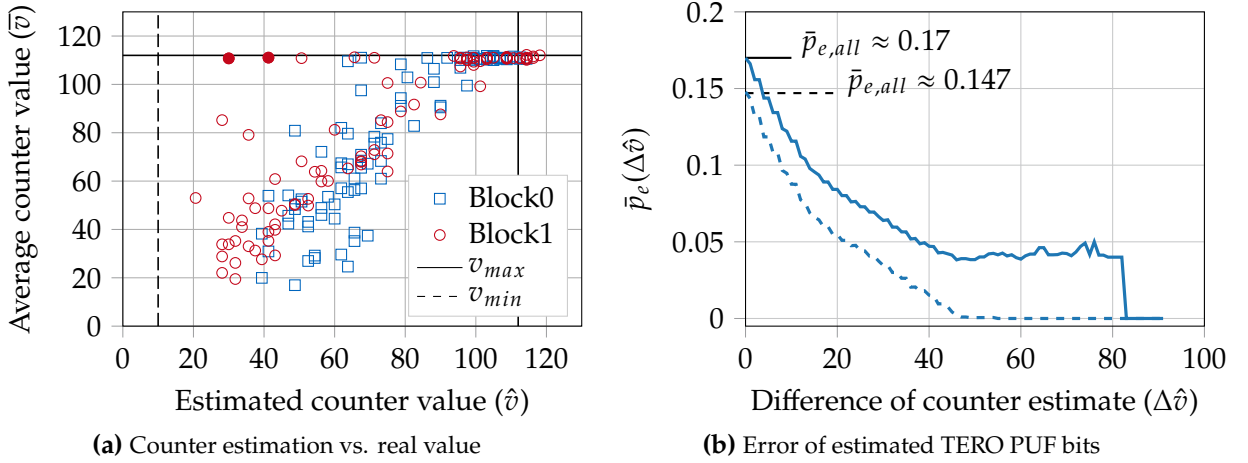 Average counter value (v̅)
120
100
80
60
40
20
0
0 20 40 60 80 100 120
Estimated counter value (v̂)
Block0
Block1
v_max
v_min
(a) Counter estimation vs. real value
p̄_e(Δv̂)
0.2
0.15
0.1
0.05
0
0 20 40 60 80 100
p̄_e,all ≈ 0.17
p̄_e,all ≈ 0.147
Difference of counter estimate (Δv̂)
(b) Error of estimated TERO PUF bits